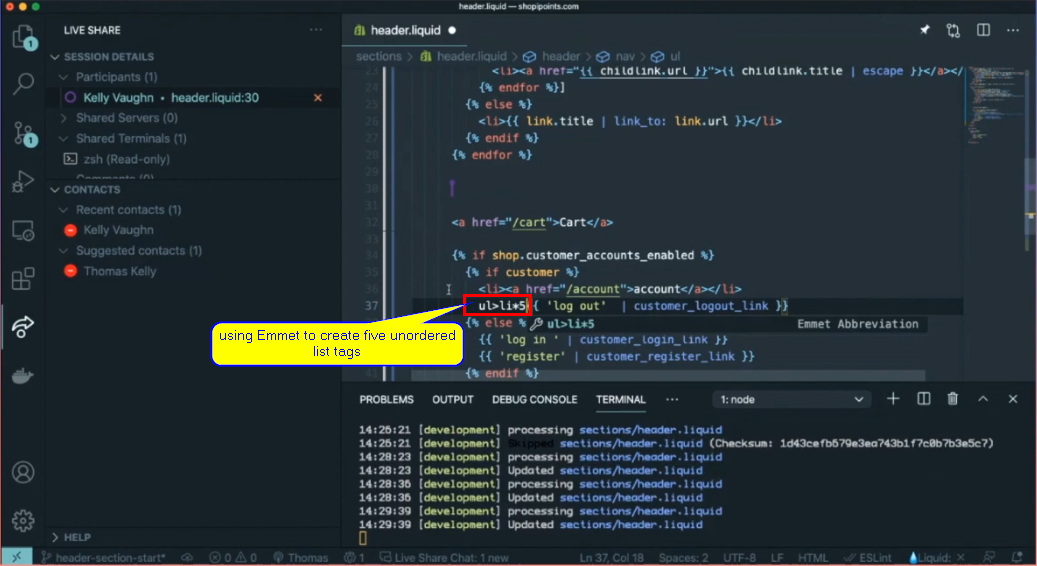 header.liquid — shopipoints.com
1
LIVE SHARE
SESSION DETAILS
Participants (1)
Kelly Vaughn • header.liquid:30
Shared Servers (0)
Shared Terminals (1)
zsh (Read-only)
Comments (0)
CONTACTS
Recent contacts (1)
Kelly Vaughn
Suggested contacts (1)
Thomas Kelly
HELP
1
header.liquid
sections > header.liquid > header > nav > ul
23 <li><a href="{{ childlink.url }}">{{ childlink.title | escape }}</a></
24 {% endfor %}]
25 {% else %}
26 <li>{{ link.title | link_to: link.url }}</li>
27 {% endif %}
28 {% endfor %}
29
30
31
32 <a href="/cart">Cart</a>
33
34 {% if shop.customer_accounts_enabled %}
35 {% if customer %}
36 <li><a href="/account">account</a></li>
37 ul>li*5{{ 'log out' | customer_logout_link }}
{% else %
ul>li*5 Emmet Abbreviation
{{ 'log in ' | customer_login_link }}
{{ 'register' | customer_register_link }}
41 {% endif %}
using Emmet to create five unordered
list tags
PROBLEMS OUTPUT DEBUG CONSOLE TERMINAL ··· 1: node
14:26:21 [development] processing sections/header.liquid
14:26:21 [development] Skipped sections/header.liquid (Checksum: 1d43cefb579e3ea743b1f7c0b7b3e5c7)
14:28:23 [development] processing sections/header.liquid
14:28:23 [development] Updated sections/header.liquid
14:28:36 [development] processing sections/header.liquid
14:28:36 [development] Updated sections/header.liquid
14:29:39 [development] processing sections/header.liquid
14:29:39 [development] Updated sections/header.liquid
header-section-start* 0 0 Thomas 1 Live Share Chat: 1 new Ln 37, Col 18 Spaces: 2 UTF-8 LF HTML ESLint Liquid: